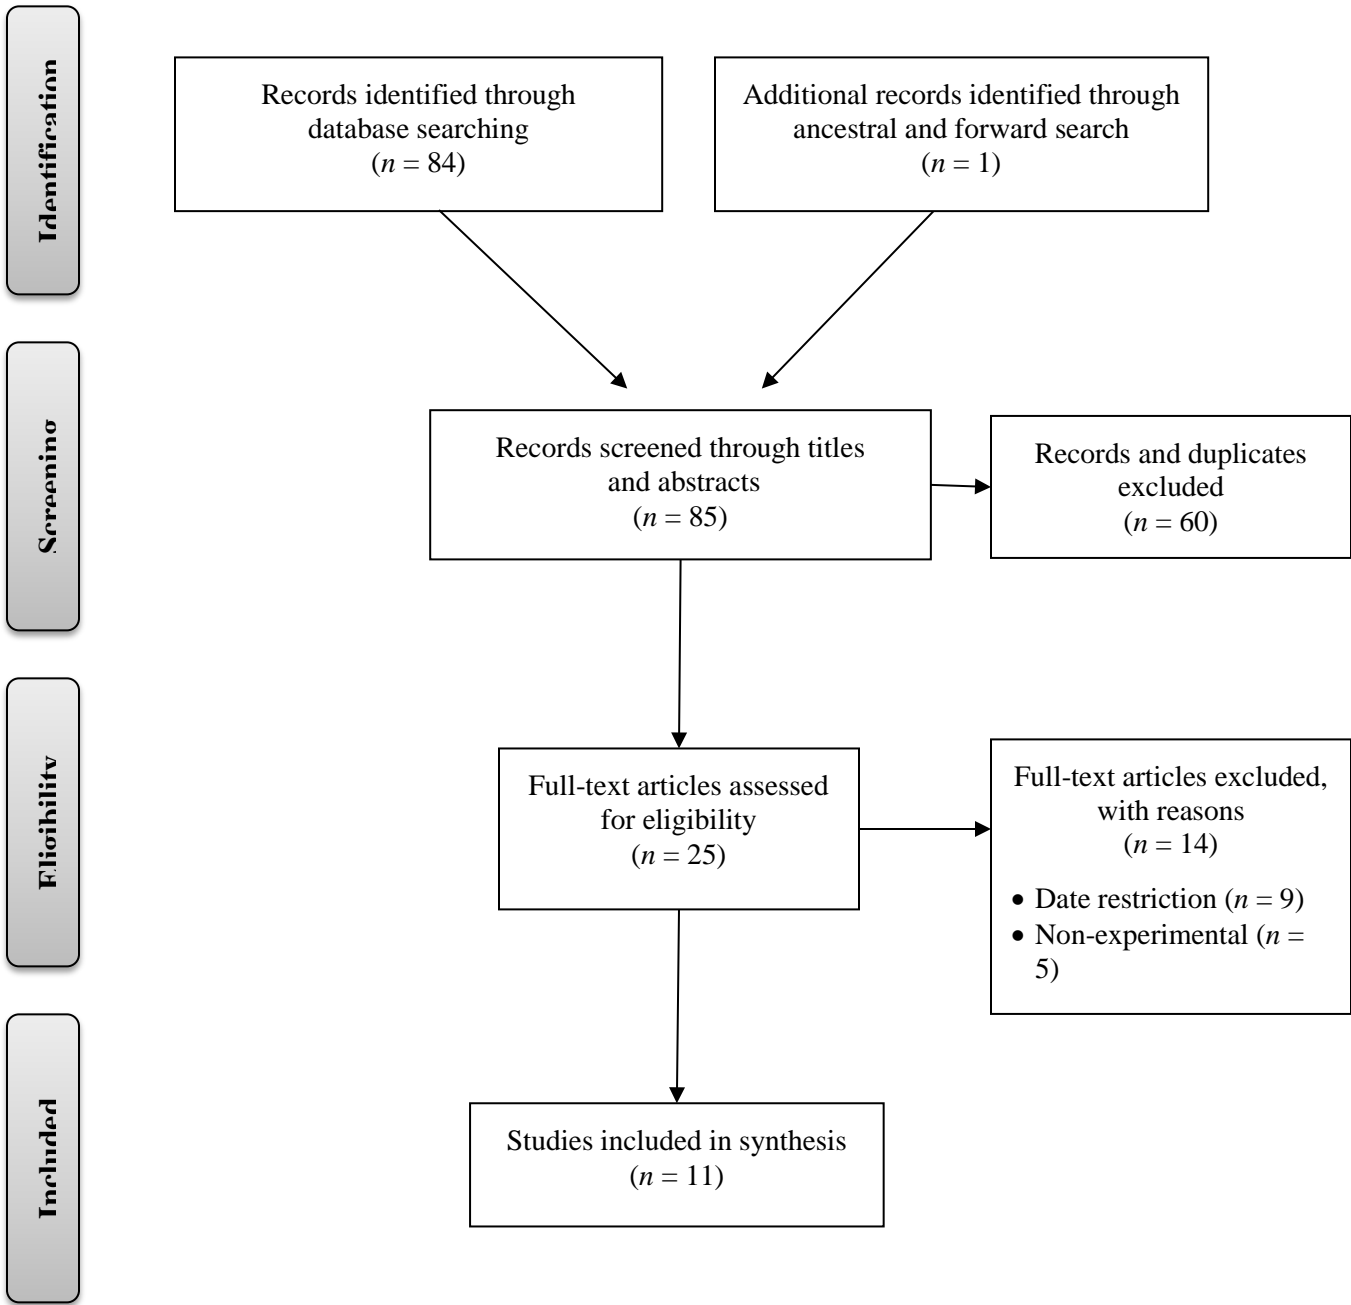 Identification
Records identified through
database searching
(n = 84)
Additional records identified through
ancestral and forward search
(n = 1)
Screening
Records screened through titles
and abstracts
(n = 85)
Records and duplicates
excluded
(n = 60)
Eligibility
Full-text articles assessed
for eligibility
(n = 25)
Full-text articles excluded,
with reasons
(n = 14)
• Date restriction (n = 9)
• Non-experimental (n =
5)
Included
Studies included in synthesis
(n = 11)